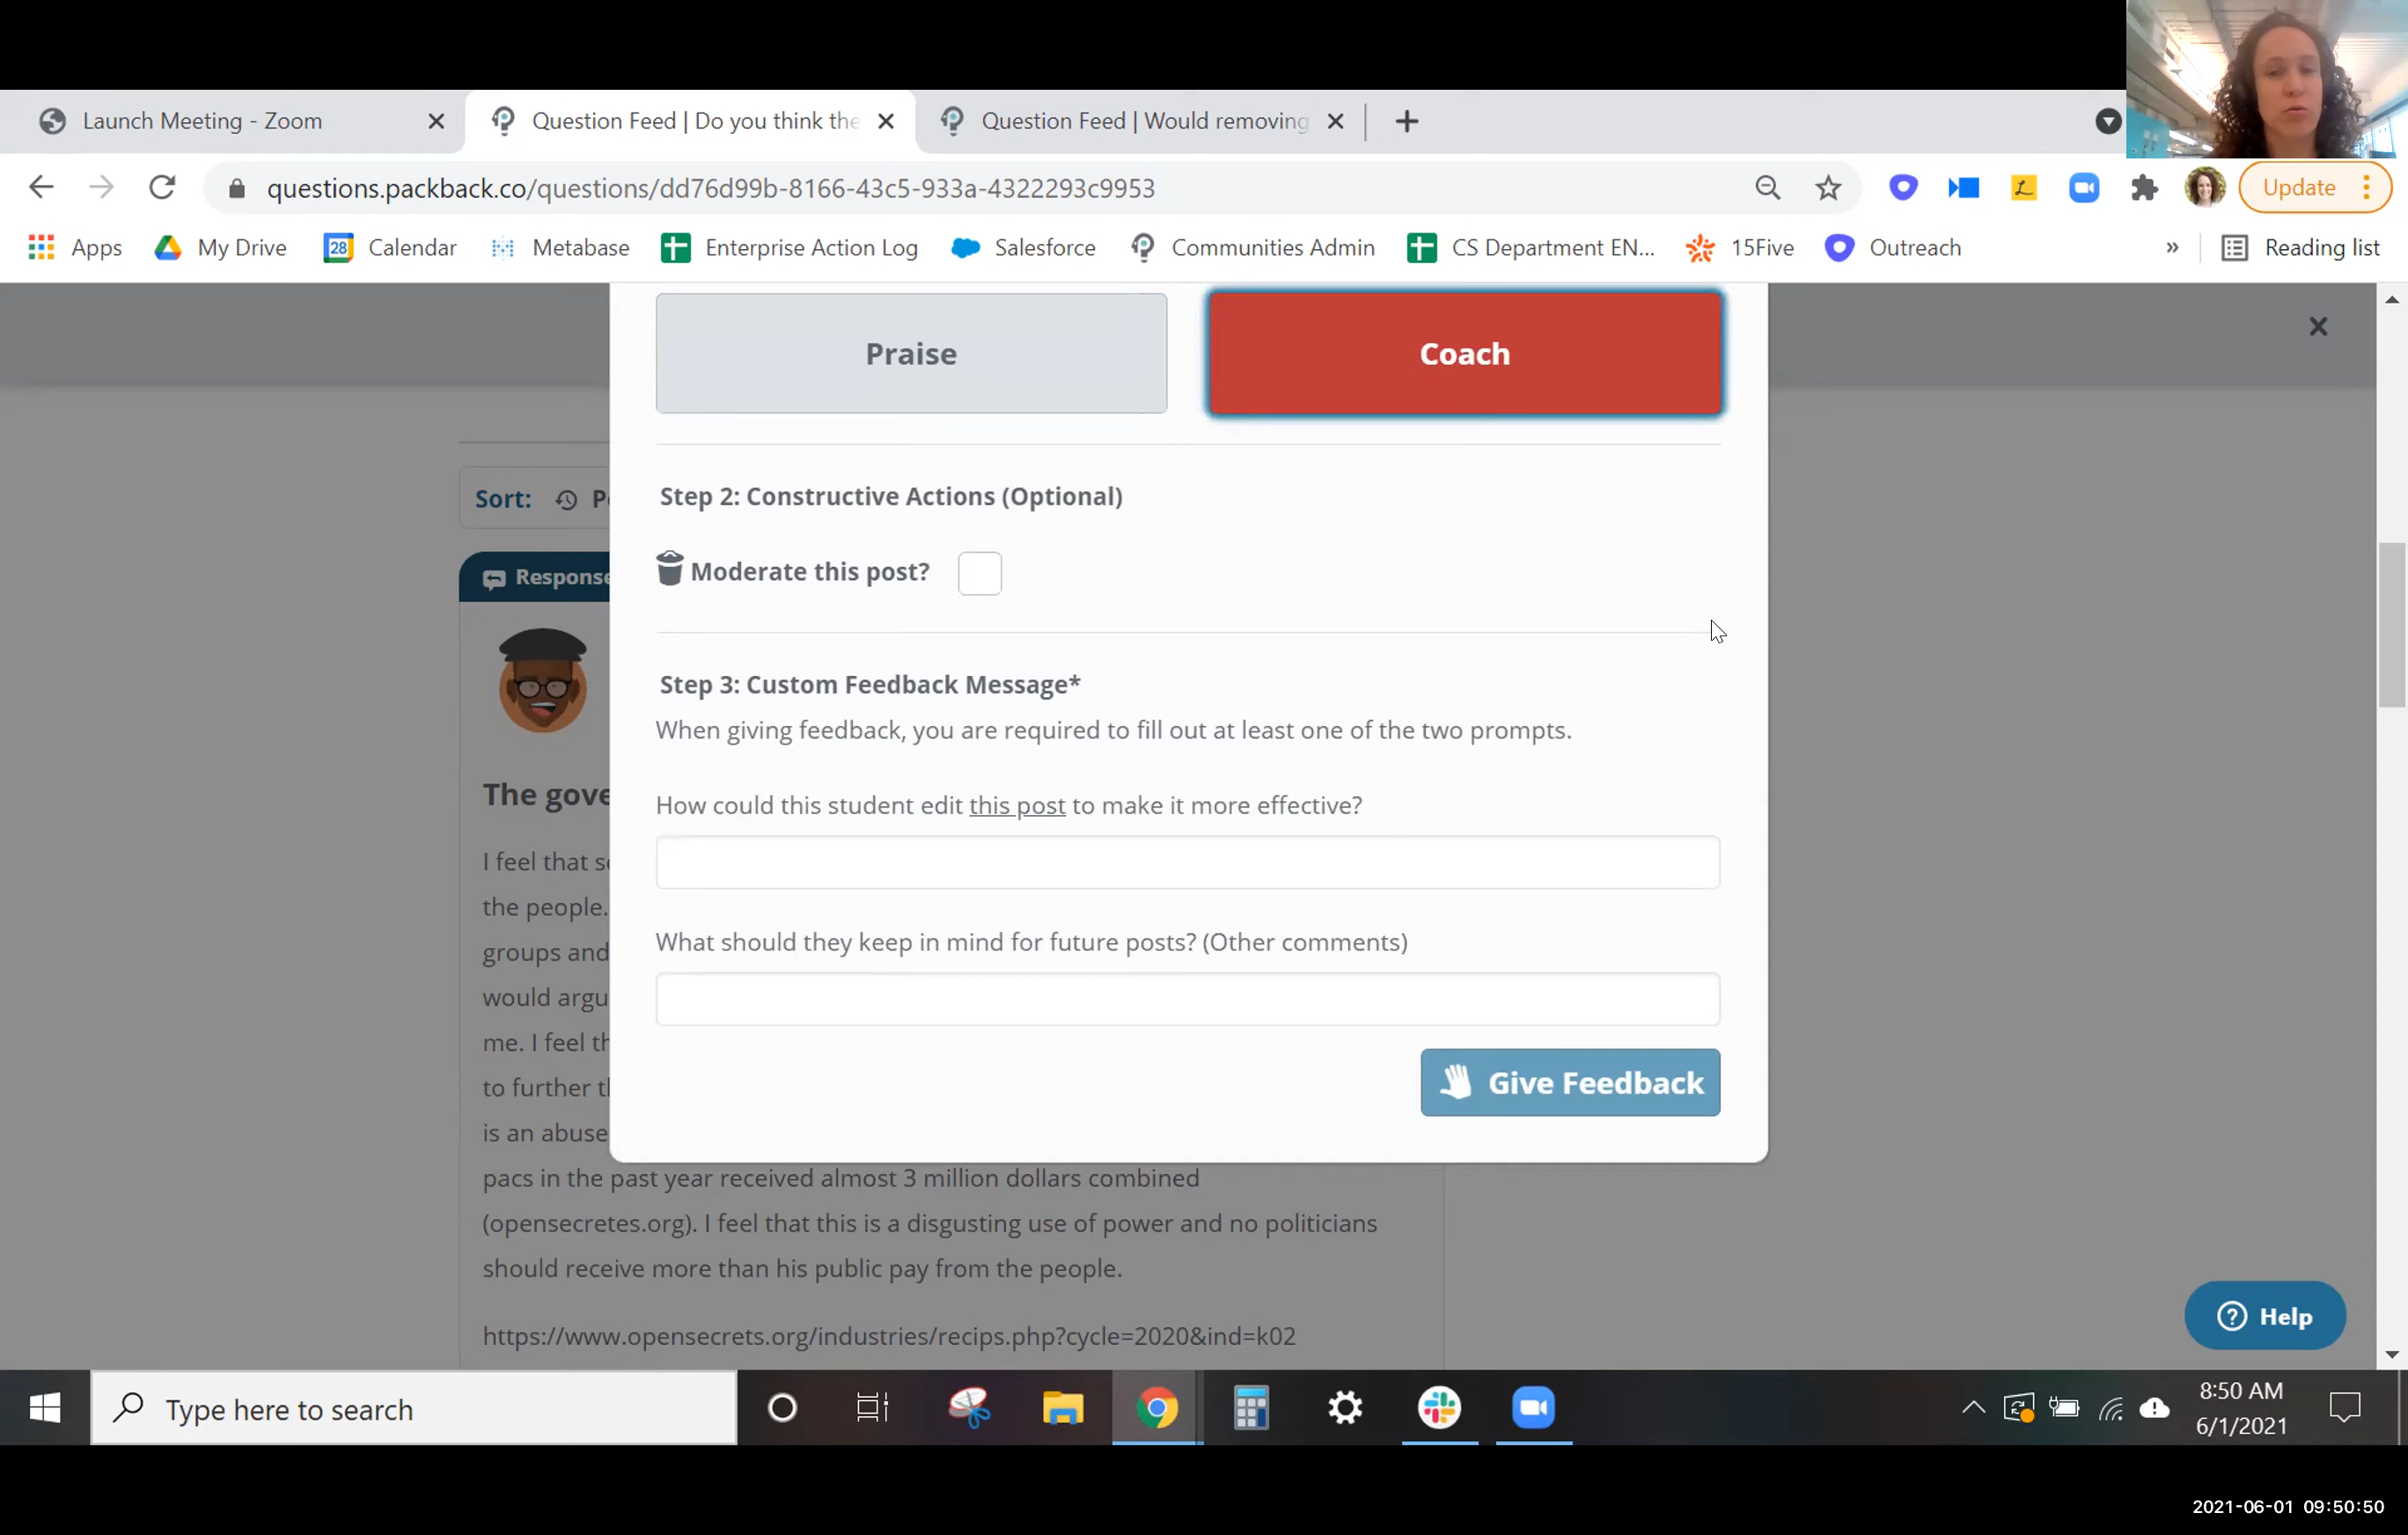 Launch Meeting - Zoom
Question Feed | Do you think the
Question Feed | Would removing
questions.packback.co/questions/dd76d99b-8166-43c5-933a-4322293c9953
Update
Apps
My Drive
28
Calendar
Metabase
Enterprise Action Log
Salesforce
Communities Admin
CS Department EN...
15Five
Outreach
»
Reading list
Praise
Coach
Step 2: Constructive Actions (Optional)
Sort:
Moderate this post?
Response
Step 3: Custom Feedback Message*
When giving feedback, you are required to fill out at least one of the two prompts.
The gove
How could this student edit this post to make it more effective?
I feel that s
the people.
What should they keep in mind for future posts? (Other comments)
groups and
would argu
me. I feel th
to further t
Give Feedback
is an abuse
pacs in the past year received almost 3 million dollars combined
(opensecretes.org). I feel that this is a disgusting use of power and no politicians
should receive more than his public pay from the people.
https://www.opensecrets.org/industries/recips.php?cycle=2020&ind=k02
Help
Type here to search
8:50 AM
6/1/2021
2021-06-01 09:50:50